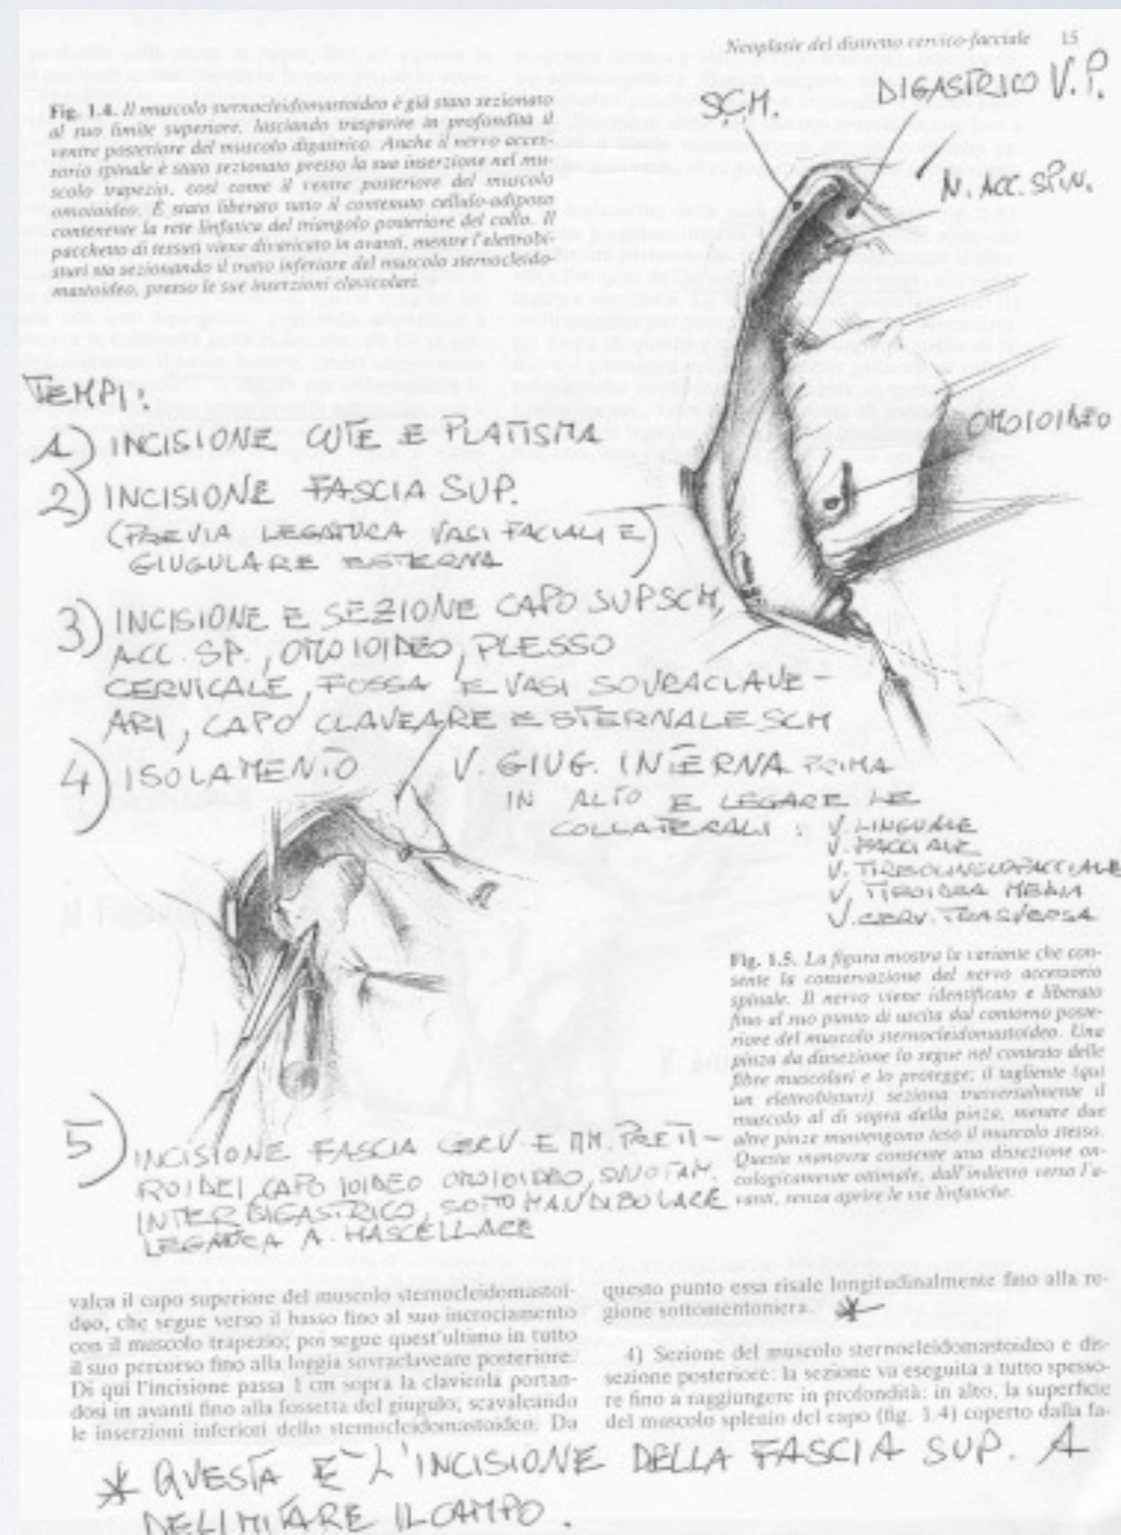 Neoplasie del distretto cervico-facciale 15
DIGASTRICO V.P.
S.C.M.
N. ACC. SPIN.
OMOIOIDEO
Fig. 1.4. Il muscolo sternocleidomastoideo è già stato sezionato
al suo limite superiore, lasciando trasparire in profondità il
ventre posteriore del muscolo digastrico. Anche il nervo acces-
sorio spinale è stato sezionato presso la sua inserzione nel mu-
scolo trapezio, così come il ventre posteriore del muscolo
omoioideo. È stato liberato tutto il contenuto cellulo-adiposo
contenente la rete linfatica del triangolo posteriore del collo. Il
pacchetto di tessuti viene divaricato in avanti, mentre l'elettrobi-
sturi sta sezionando il tratto inferiore del muscolo sternocleido-
mastoideo, presso le sue inserzioni clavicolari.
TEMPI:
1) INCISIONE CUTE E PLATISMA
2) INCISIONE FASCIA SUP.
(PREVIA LEGATURA VASI FACIALI E
GIUGULARE ESTERNA)
3) INCISIONE E SEZIONE CAPO SUP SCM,
ACC. SP., OMOIOIDEO, PLESSO
CERVICALE, FOSSA E VASI SOVRACLAVE-
ARI, CAPO CLAVEARE E STERNALE SCM
4) ISOLAMENTO V. GIUG. INTERNA PRIMA
IN ALTO E LEGARE LE
COLLATERALI: V. LINGUALE
V. FACCIALE
V. TIREOLINGUOFACCIALE
V. TIROIDEA MEDIA
V. CERV. TRASVERSA
Fig. 1.5. La figura mostra la variante che con-
sente la conservazione del nervo accessorio
spinale. Il nervo viene identificato e liberato
fino al suo punto di uscita dal contorno poste-
riore del muscolo sternocleidomastoideo. Una
pinza da dissezione lo segue nel contesto delle
fibre muscolari e lo protegge; il tagliente (qui
un elettrobisturi) seziona trasversalmente il
muscolo al di sopra della pinza, mentre due
altre pinze mantengono teso il muscolo stesso.
Questa manovra consente una dissezione on-
cologicamente ottimale, dall'indietro verso l'a-
vanti, senza aprire le vie linfatiche.
5) INCISIONE FASCIA CERV E MM. PRETI-
ROIDEI, CAPO IOIDEO OMOIOIDEO, SVUOTAM.
INTERDIGASTRICO, SOTTOMANDIBOLARE
LEGATURA A. MASCELLARE
valca il capo superiore del muscolo sternocleidomastoi-
deo, che segue verso il basso fino al suo incrociamento
con il muscolo trapezio; poi segue quest'ultimo in tutto
il suo percorso fino alla loggia sovraclaveare posteriore.
Di qui l'incisione passa 1 cm sopra la clavicola portan-
dosi in avanti fino alla fossetta del giugulo, scavalcando
le inserzioni inferiori dello sternocleidomastoideo. Da
questo punto essa risale longitudinalmente fino alla re-
gione sottomentoniera. *
4) Sezione del muscolo sternocleidomastoideo e dis-
sezione posteriore: la sezione va eseguita a tutto spesso-
re fino a raggiungere in profondità: in alto, la superficie
del muscolo splenio del capo (fig. 1.4) coperto dalla fa-
* QUESTA È L'INCISIONE DELLA FASCIA SUP. A
DELIMITARE IL CAMPO.